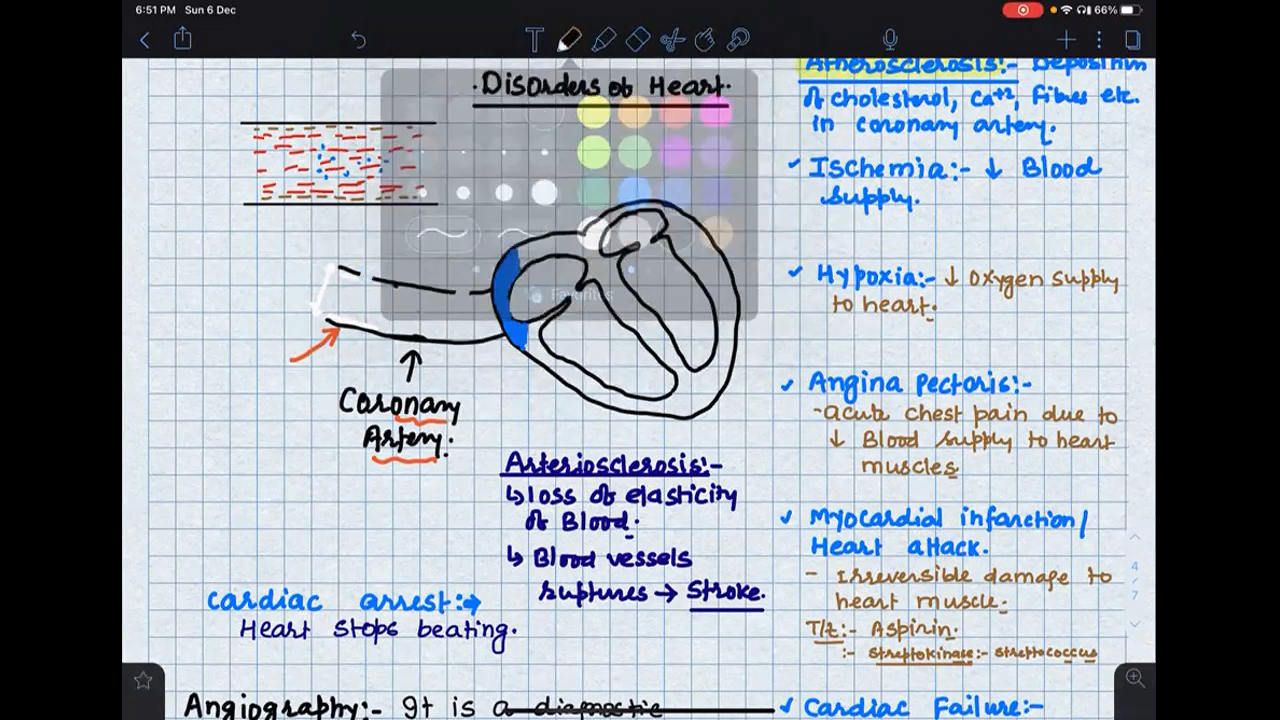 6:51 PM Sun 6 Dec
66%
T
Disorders of Heart.
Atherosclerosis:- Deposition
of cholesterol, Ca+2, Fibres etc.
in coronary artery.
Ischemia:- ↓ Blood
supply.
Hypoxia:- ↓ oxygen supply
to heart.
Favorites
Coronary
Artery.
Angina Pectoris:-
-acute chest pain due to
↓ Blood supply to heart
muscles
Arteriosclerosis:-
↳ loss of elasticity
of Blood.
↳ Blood vessels
ruptures → Stroke.
Myocardial infarction/
Heart attack.
- Irreversible damage to
heart muscle.
T/t:- Aspirin.
:- Streptokinase:- streptococcus
cardiac arrest:→
Heart stops beating.
4
7
Angiography:- It is a diagnostic
Cardiac Failure:-